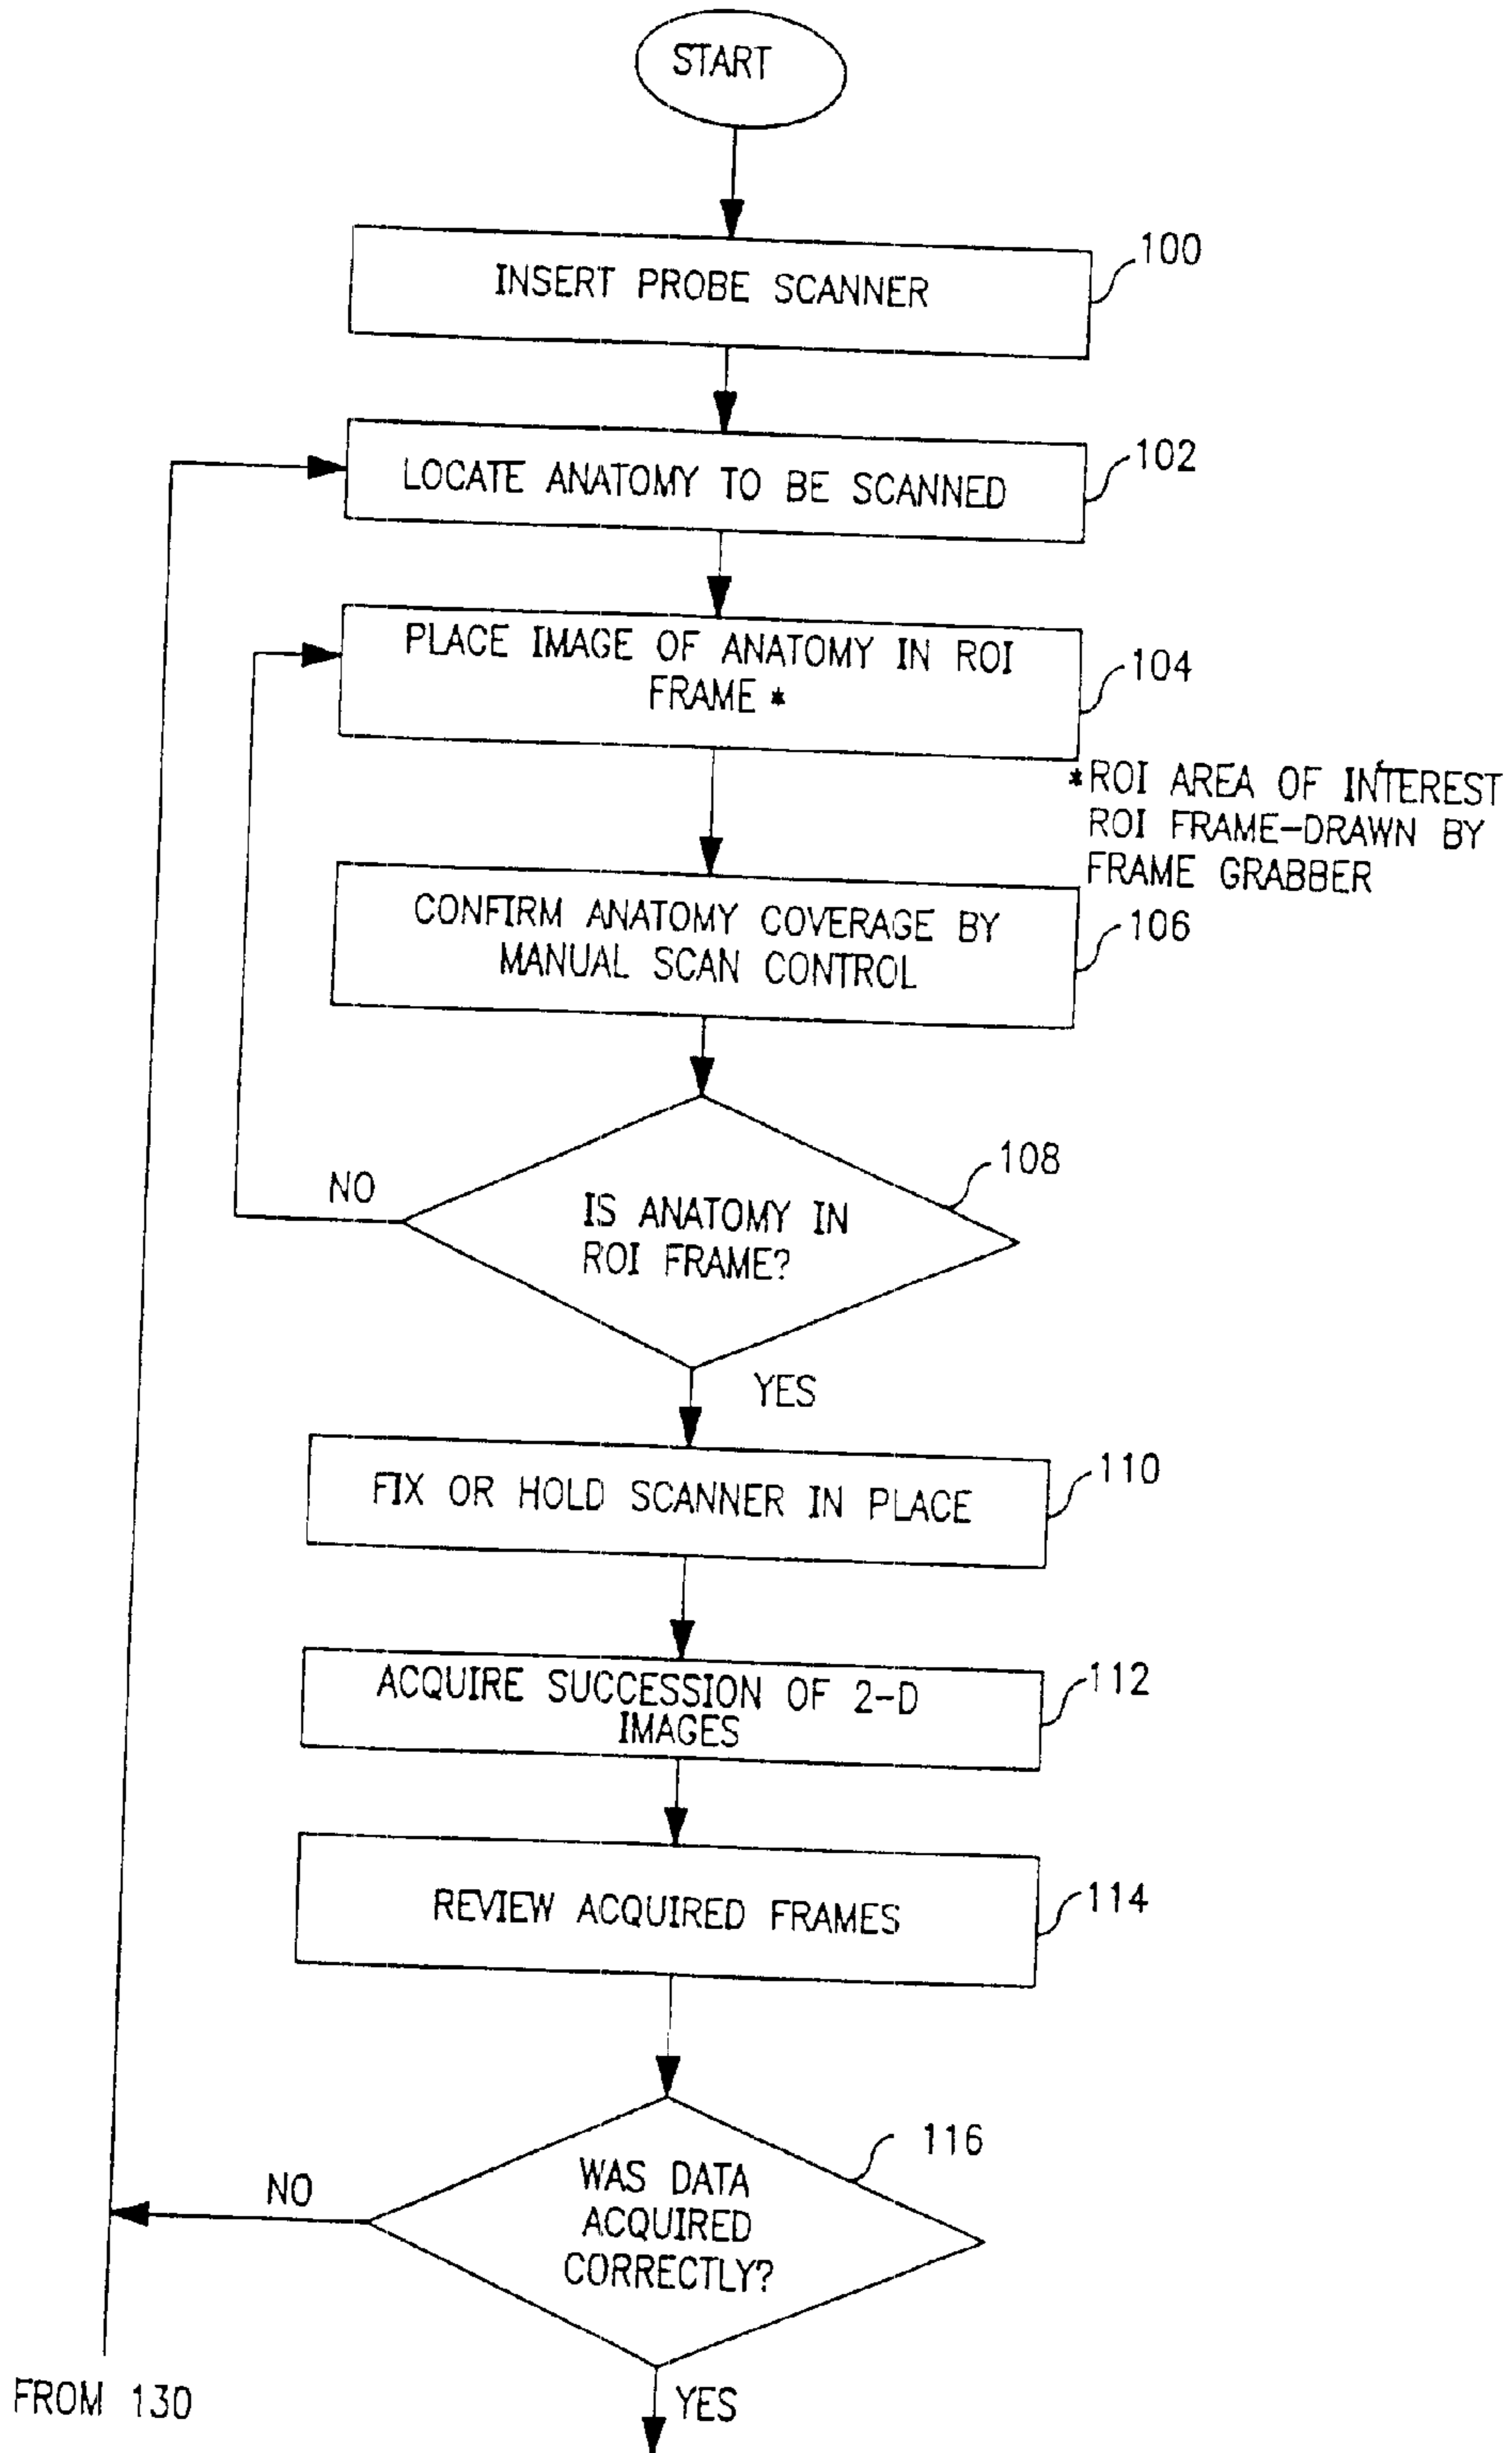 START
INSERT PROBE SCANNER
100
LOCATE ANATOMY TO BE SCANNED
102
PLACE IMAGE OF ANATOMY IN ROI
FRAME *
104
*ROI AREA OF INTEREST
ROI FRAME-DRAWN BY
FRAME GRABBER
CONFIRM ANATOMY COVERAGE BY
MANUAL SCAN CONTROL
106
108
NO
IS ANATOMY IN
ROI FRAME?
YES
FIX OR HOLD SCANNER IN PLACE
110
ACQUIRE SUCCESSION OF 2-D
IMAGES
112
REVIEW ACQUIRED FRAMES
114
116
NO
WAS DATA
ACQUIRED
CORRECTLY?
FROM 130
YES